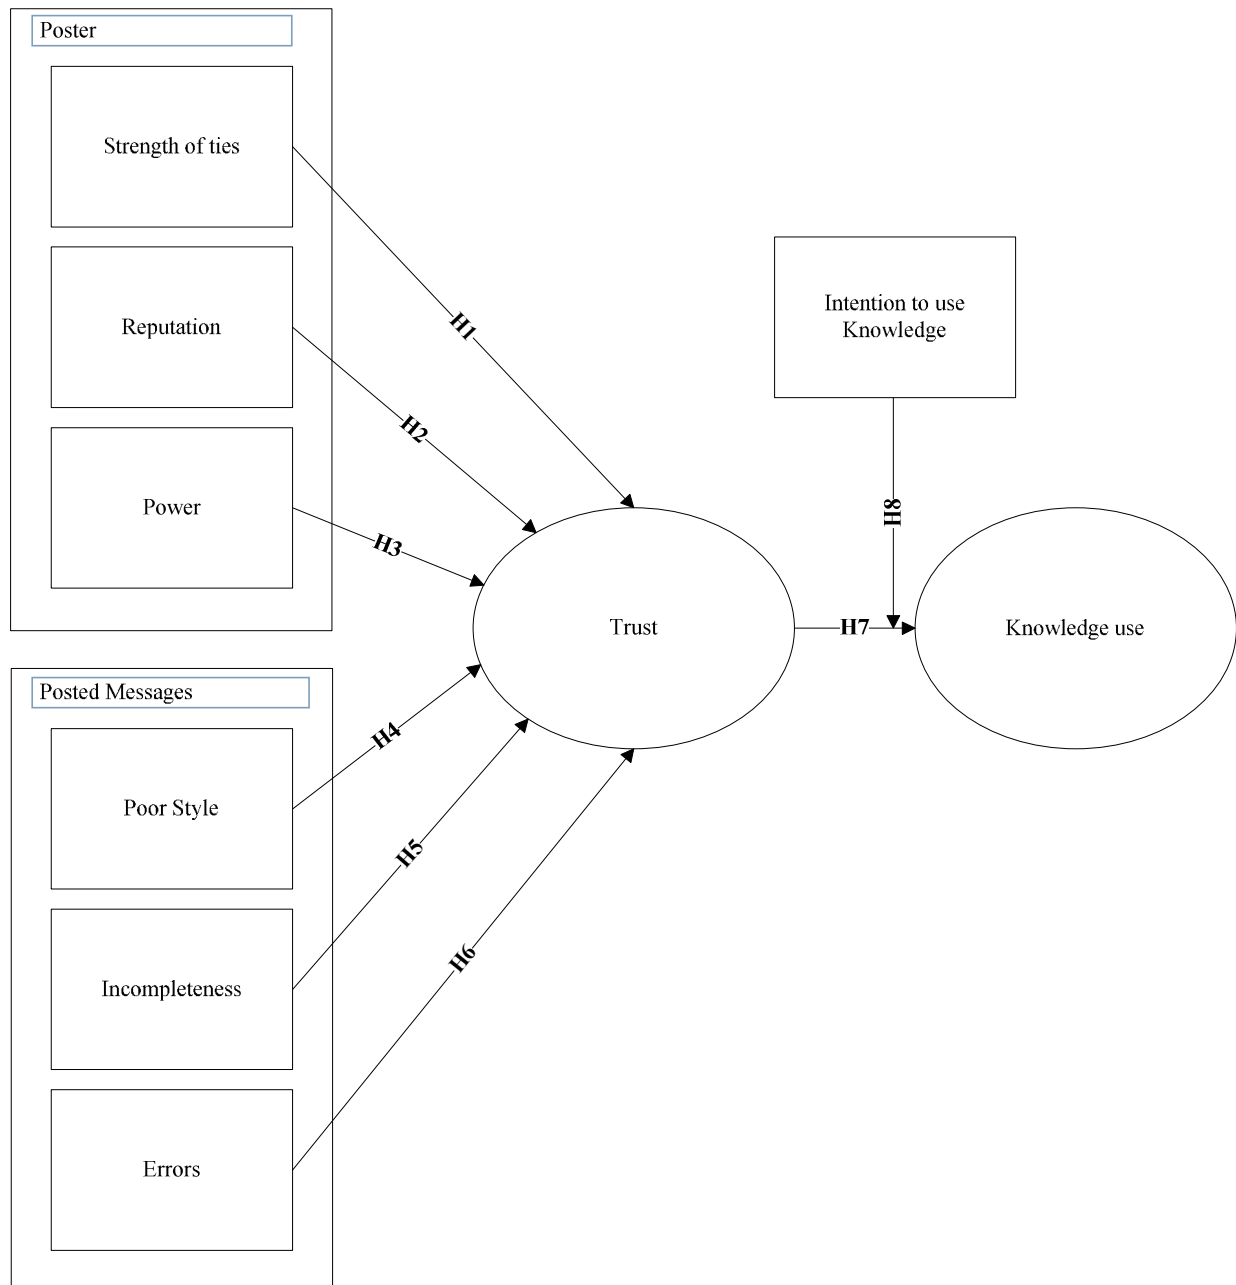 Poster
Strength of ties
Reputation
Power
H1
H2
H3
Intention to use
Knowledge
H8
Trust
H7
Knowledge use
Posted Messages
Poor Style
Incompleteness
Errors
H4
H5
H6